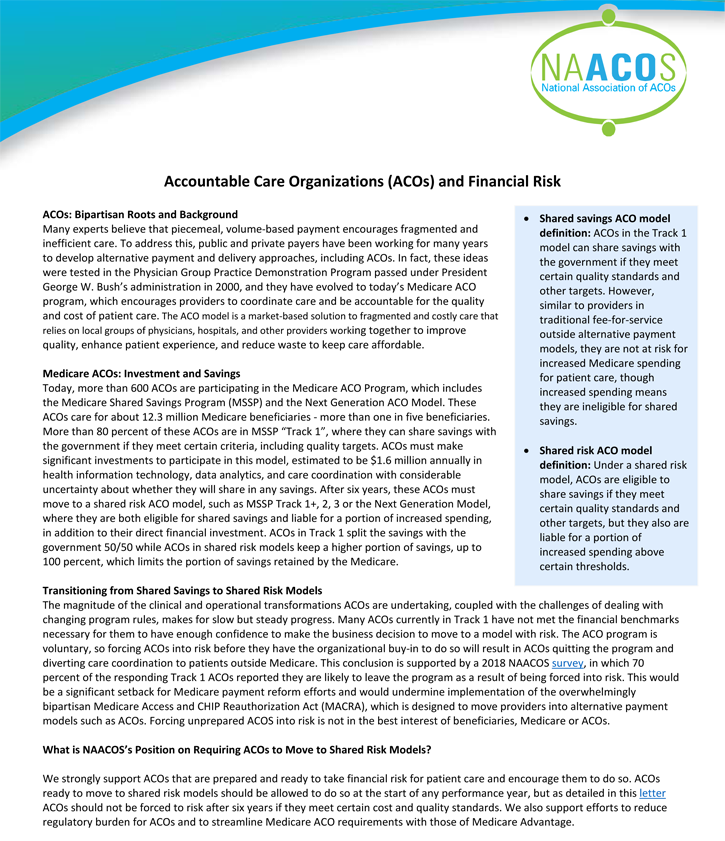 NAACOS
National Association of ACOs
Accountable Care Organizations (ACOs) and Financial Risk
ACOs: Bipartisan Roots and Background
Many experts believe that piecemeal, volume-based payment encourages fragmented and
inefficient care. To address this, public and private payers have been working for many years
to develop alternative payment and delivery approaches, including ACOs. In fact, these ideas
were tested in the Physician Group Practice Demonstration Program passed under President
George W. Bush's administration in 2000, and they have evolved to today's Medicare ACO
program, which encourages providers to coordinate care and be accountable for the quality
and cost of patient care. The ACO model is a market-based solution to fragmented and costly care that
relies on local groups of physicians, hospitals, and other providers working together to improve
quality, enhance patient experience, and reduce waste to keep care affordable.
Medicare ACOs: Investment and Savings
Today, more than 600 ACOs are participating in the Medicare ACO Program, which includes
the Medicare Shared Savings Program (MSSP) and the Next Generation ACO Model. These
ACOs care for about 12.3 million Medicare beneficiaries - more than one in five beneficiaries.
More than 80 percent of these ACOs are in MSSP "Track 1", where they can share savings with
the government if they meet certain criteria, including quality targets. ACOs must make
significant investments to participate in this model, estimated to be $1.6 million annually in
health information technology, data analytics, and care coordination with considerable
uncertainty about whether they will share in any savings. After six years, these ACOs must
move to a shared risk ACO model, such as MSSP Track 1+, 2, 3 or the Next Generation Model,
where they are both eligible for shared savings and liable for a portion of increased spending,
in addition to their direct financial investment. ACOs in Track 1 split the savings with the
government 50/50 while ACOs in shared risk models keep a higher portion of savings, up to
100 percent, which limits the portion of savings retained by the Medicare.
• Shared savings ACO model
definition: ACOs in the Track 1
model can share savings with
the government if they meet
certain quality standards and
other targets. However,
similar to providers in
traditional fee-for-service
outside alternative payment
models, they are not at risk for
increased Medicare spending
for patient care, though
increased spending means
they are ineligible for shared
savings.
• Shared risk ACO model
definition: Under a shared risk
model, ACOs are eligible to
share savings if they meet
certain quality standards and
other targets, but they also are
liable for a portion of
increased spending above
certain thresholds.
Transitioning from Shared Savings to Shared Risk Models
The magnitude of the clinical and operational transformations ACOs are undertaking, coupled with the challenges of dealing with
changing program rules, makes for slow but steady progress. Many ACOs currently in Track 1 have not met the financial benchmarks
necessary for them to have enough confidence to make the business decision to move to a model with risk. The ACO program is
voluntary, so forcing ACOs into risk before they have the organizational buy-in to do so will result in ACOs quitting the program and
diverting care coordination to patients outside Medicare. This conclusion is supported by a 2018 NAACOS survey, in which 70
percent of the responding Track 1 ACOs reported they are likely to leave the program as a result of being forced into risk. This would
be a significant setback for Medicare payment reform efforts and would undermine implementation of the overwhelmingly
bipartisan Medicare Access and CHIP Reauthorization Act (MACRA), which is designed to move providers into alternative payment
models such as ACOs. Forcing unprepared ACOS into risk is not in the best interest of beneficiaries, Medicare or ACOs.
What is NAACOS's Position on Requiring ACOs to Move to Shared Risk Models?
We strongly support ACOs that are prepared and ready to take financial risk for patient care and encourage them to do so. ACOs
ready to move to shared risk models should be allowed to do so at the start of any performance year, but as detailed in this letter
ACOs should not be forced to risk after six years if they meet certain cost and quality standards. We also support efforts to reduce
regulatory burden for ACOs and to streamline Medicare ACO requirements with those of Medicare Advantage.